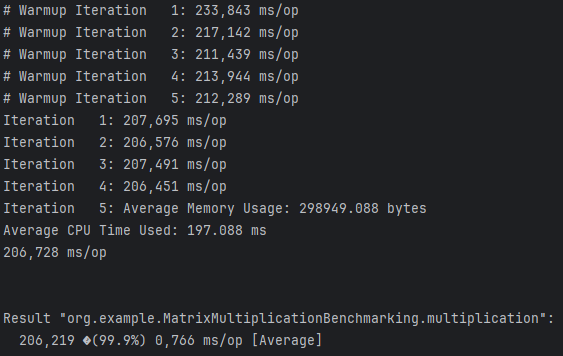 # Warmup Iteration   1: 233,843 ms/op
# Warmup Iteration   2: 217,142 ms/op
# Warmup Iteration   3: 211,439 ms/op
# Warmup Iteration   4: 213,944 ms/op
# Warmup Iteration   5: 212,289 ms/op
Iteration   1: 207,695 ms/op
Iteration   2: 206,576 ms/op
Iteration   3: 207,491 ms/op
Iteration   4: 206,451 ms/op
Iteration   5: Average Memory Usage: 298949.088 bytes
Average CPU Time Used: 197.088 ms
206,728 ms/op
Result "org.example.MatrixMultiplicationBenchmarking.multiplication":
  206,219 �(99.9%) 0,766 ms/op [Average]